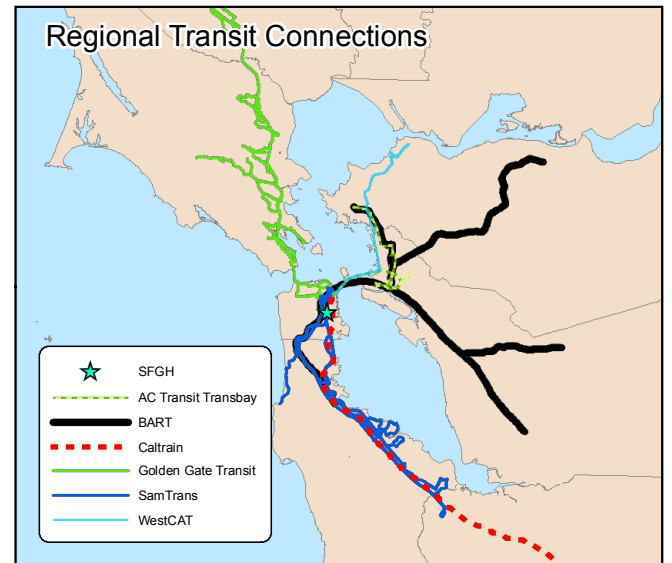 Regional Transit Connections
SFGH
AC Transit Transbay
BART
Caltrain
Golden Gate Transit
SamTrans
WestCAT